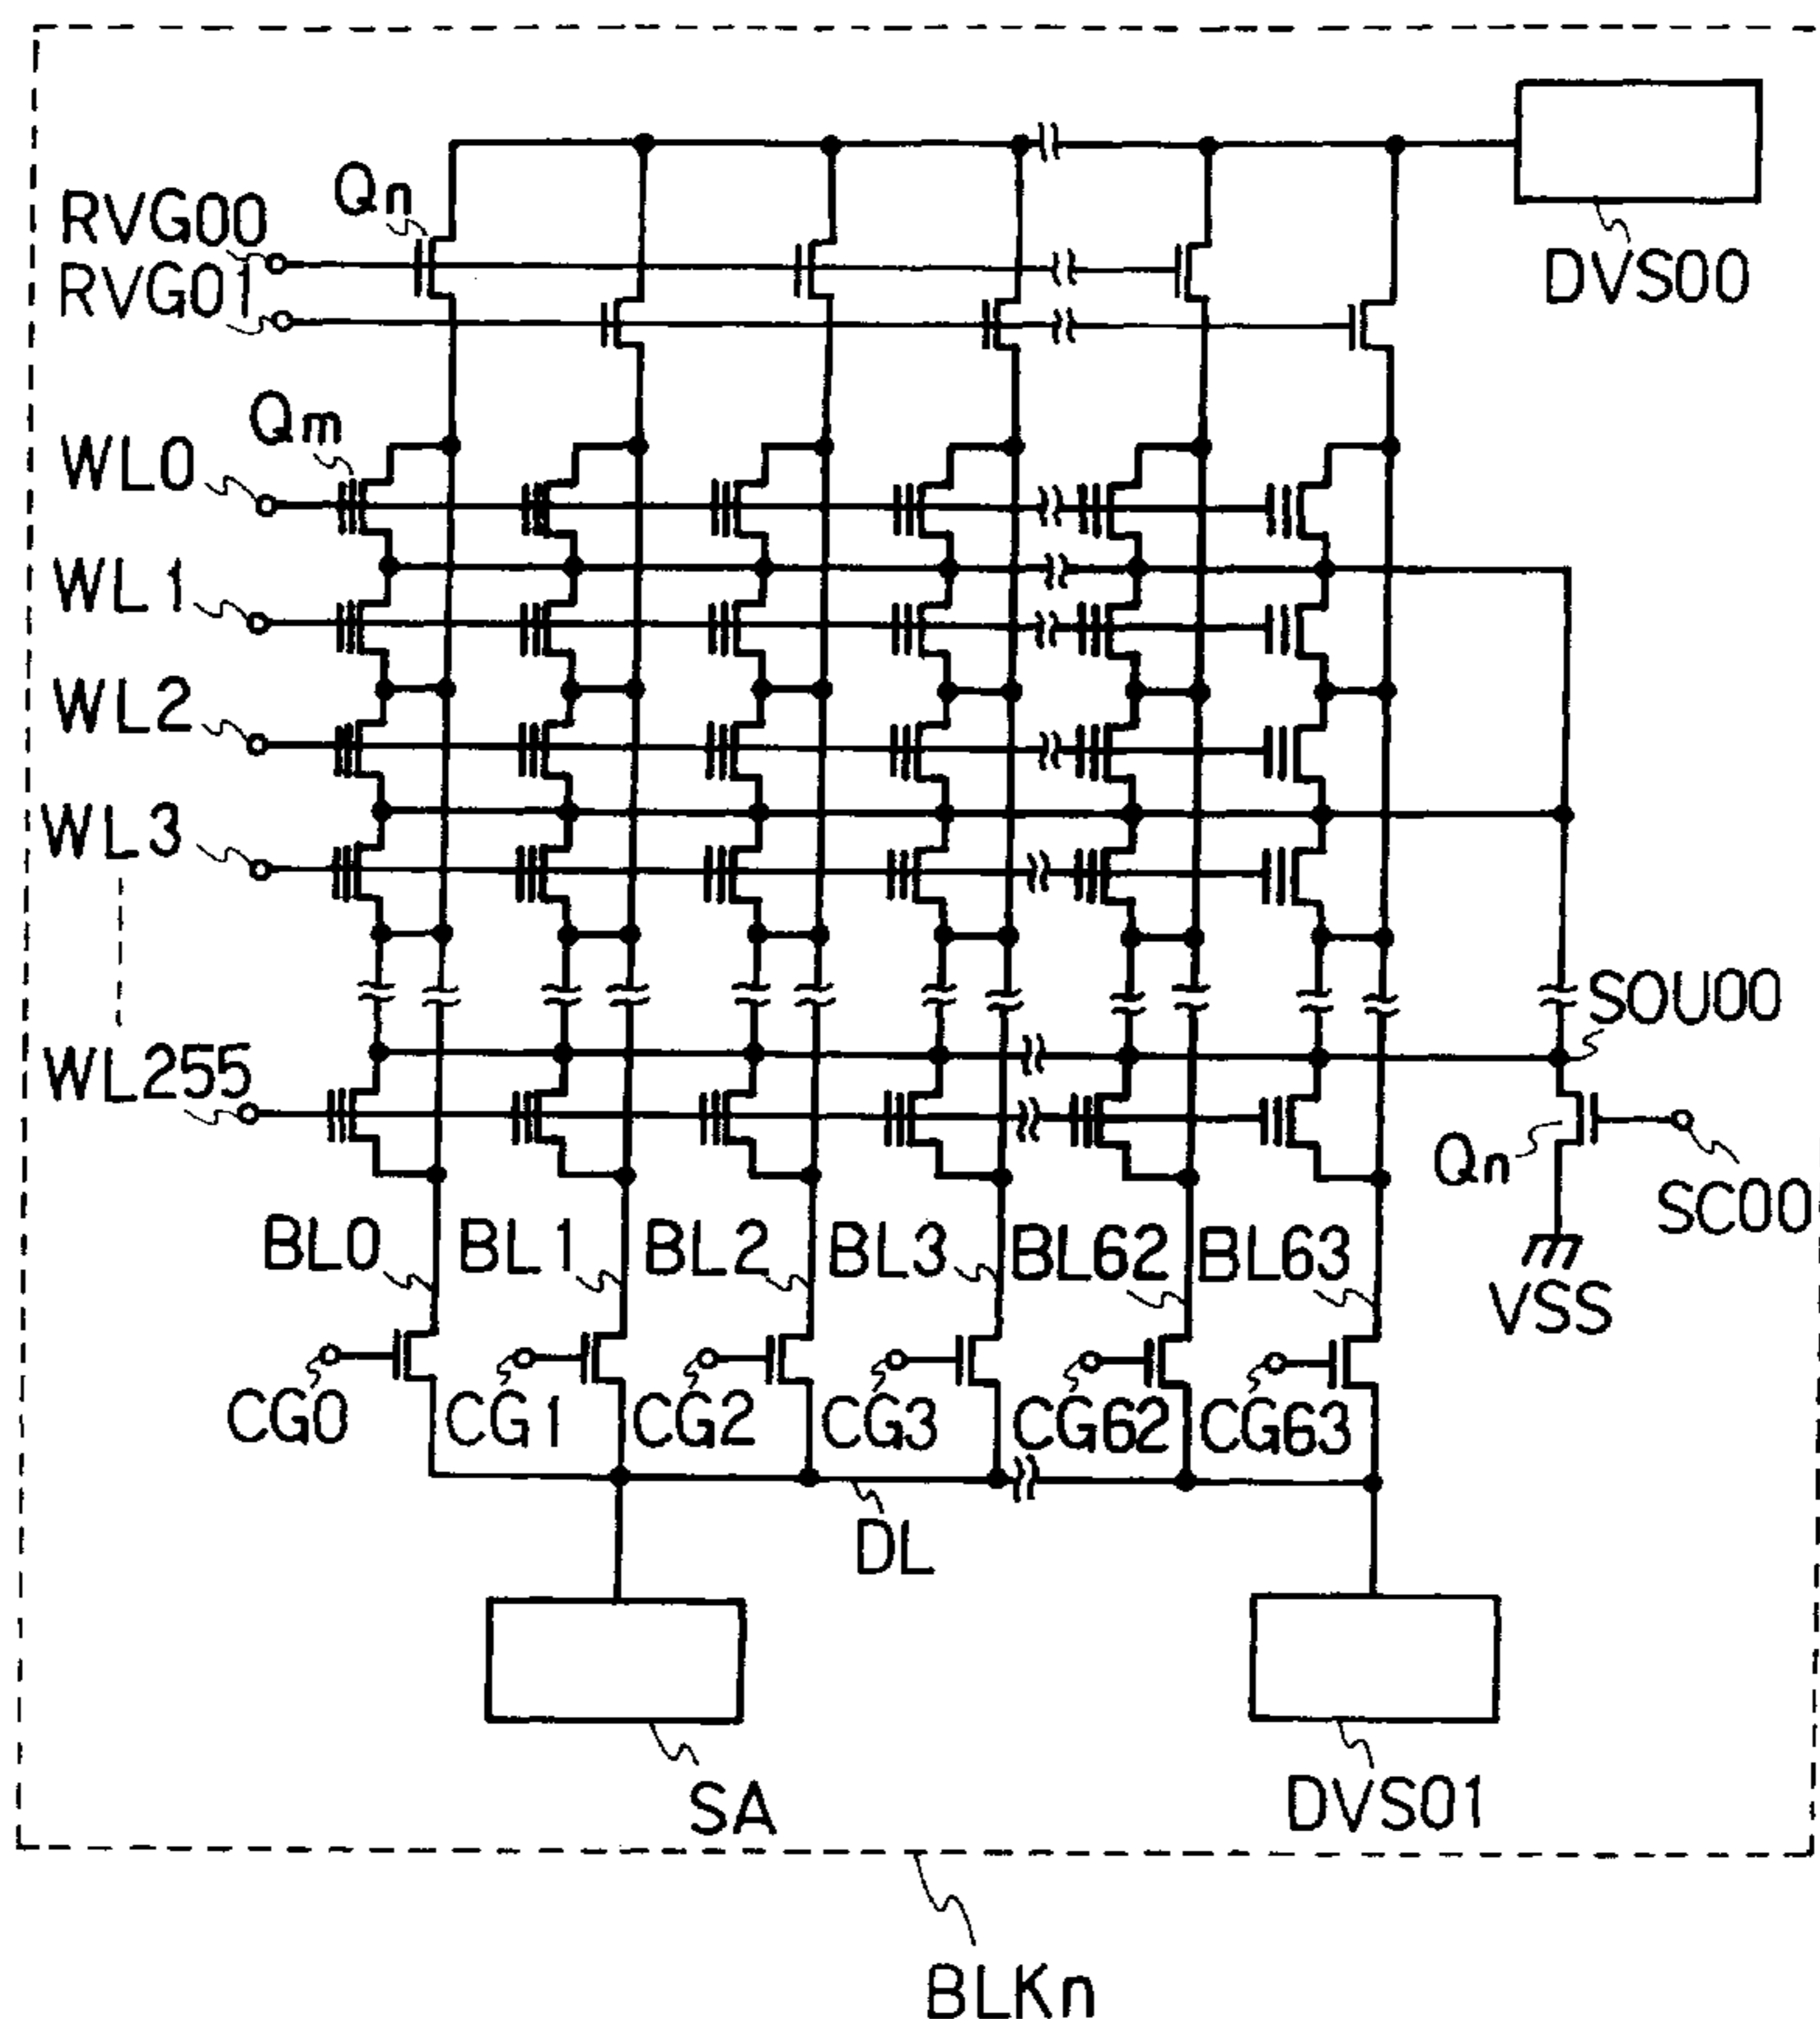 Qn
RVG00
RVG01
DVS00
Qm
WL0
WL1
WL2
WL3
SOU00
WL255
Qn
SC00
BL0 BL1 BL2 BL3 BL62 BL63
VSS
CG0 CG1 CG2 CG3 CG62 CG63
DL
SA
DVS01
BLKn